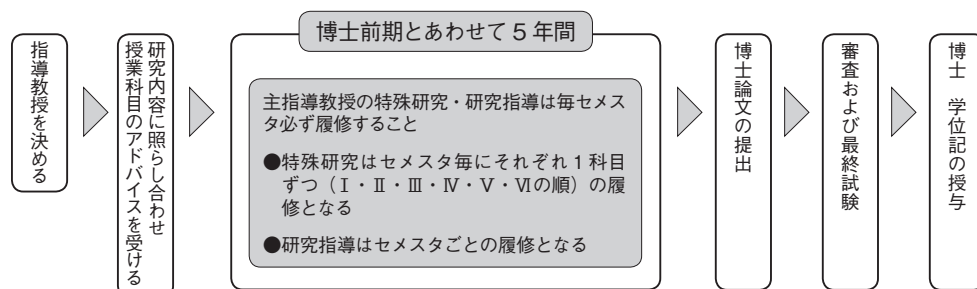 指導教授を決める
研究内容に照らし合わせ
授業科目のアドバイスを受ける
博士前期とあわせて5年間
主指導教授の特殊研究・研究指導は毎セメス
タ必ず履修すること
●特殊研究はセメスタ毎にそれぞれ1科目
ずつ（Ⅰ・Ⅱ・Ⅲ・Ⅳ・Ⅴ・Ⅵの順）の履
修となる
●研究指導はセメスタごとの履修となる
博士論文の提出
審査および最終試験
博士　学位記の授与